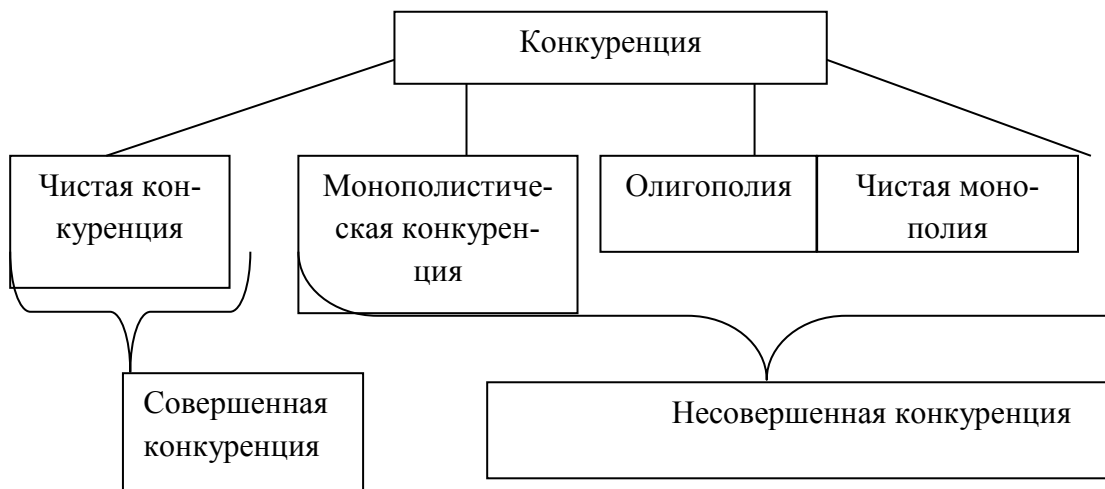 Конкуренция
Чистая кон-
куренция
Монополистиче-
ская конкурен-
ция
Олигополия
Чистая моно-
полия
Совершенная
конкуренция
Несовершенная конкуренция